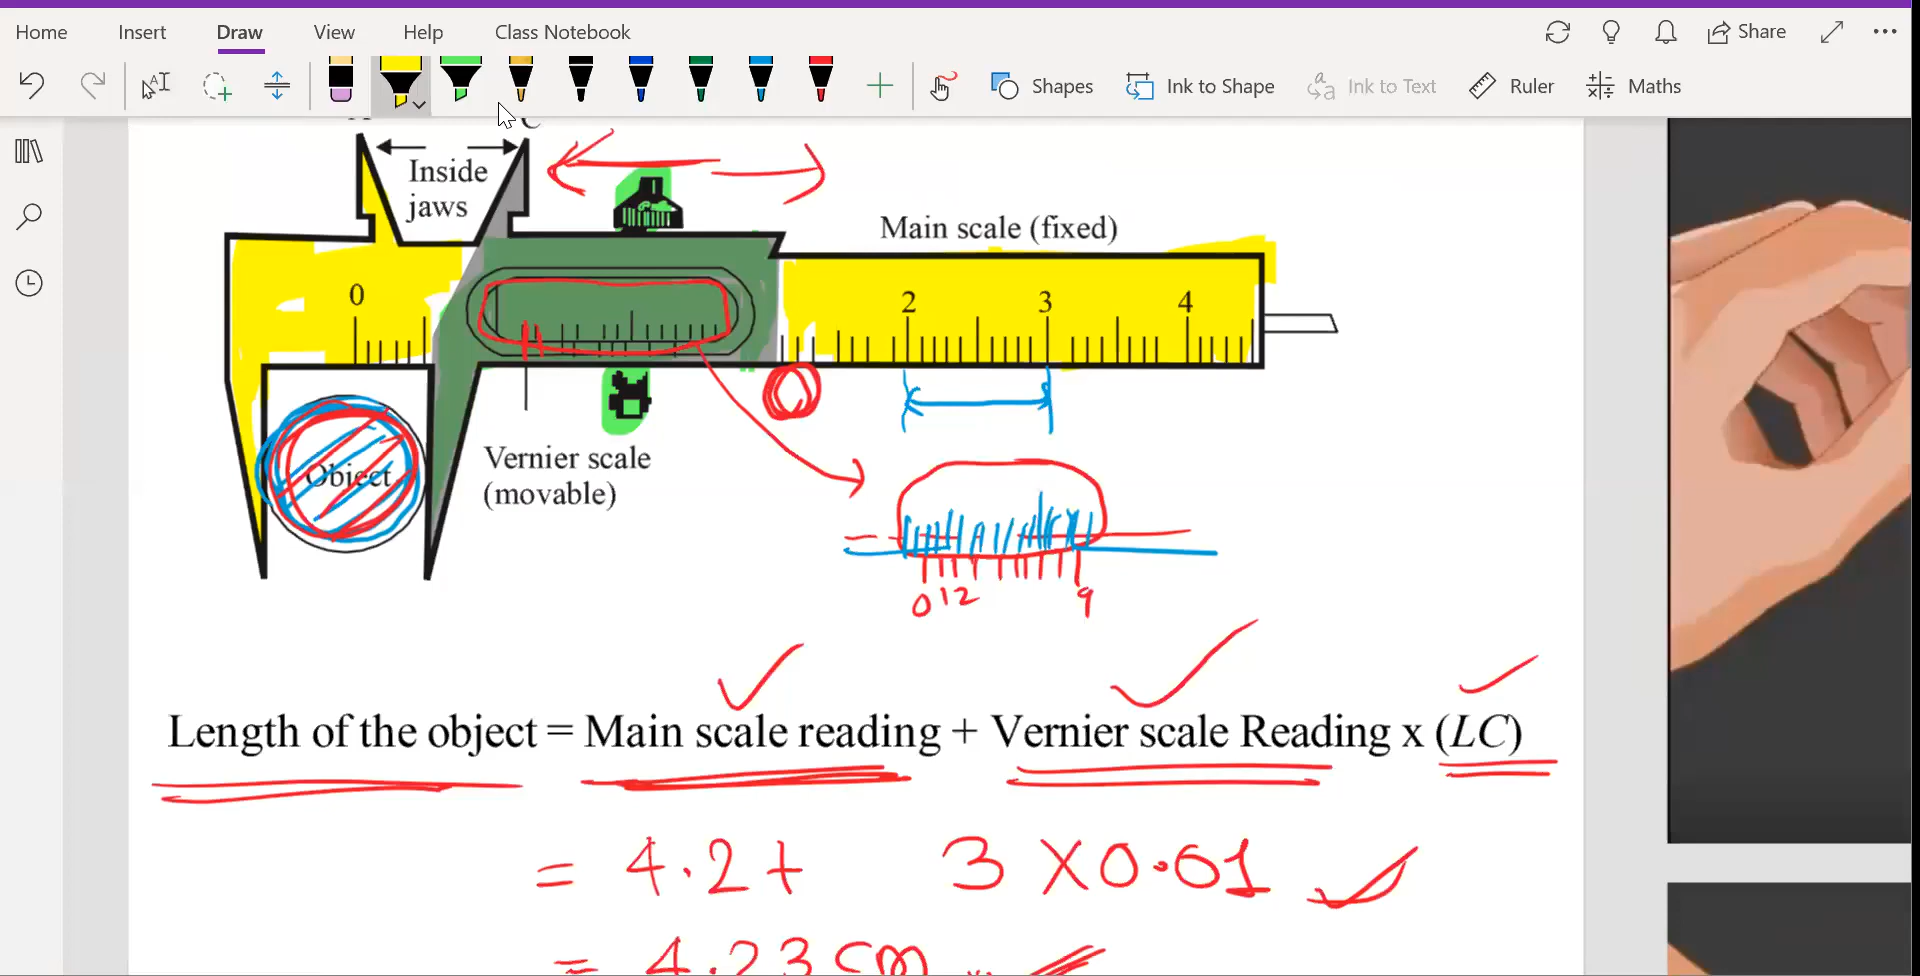 Home Insert Draw View Help Class Notebook Share
Shapes Ink to Shape Ink to Text Ruler Maths
Inside
jaws
Main scale (fixed)
0 2 3 4
Object
Vernier scale
(movable)
0 1 2 9
Length of the object = Main scale reading + Vernier scale Reading x (LC)
= 4.2 + 3 X 0.01
= 4.23 cm